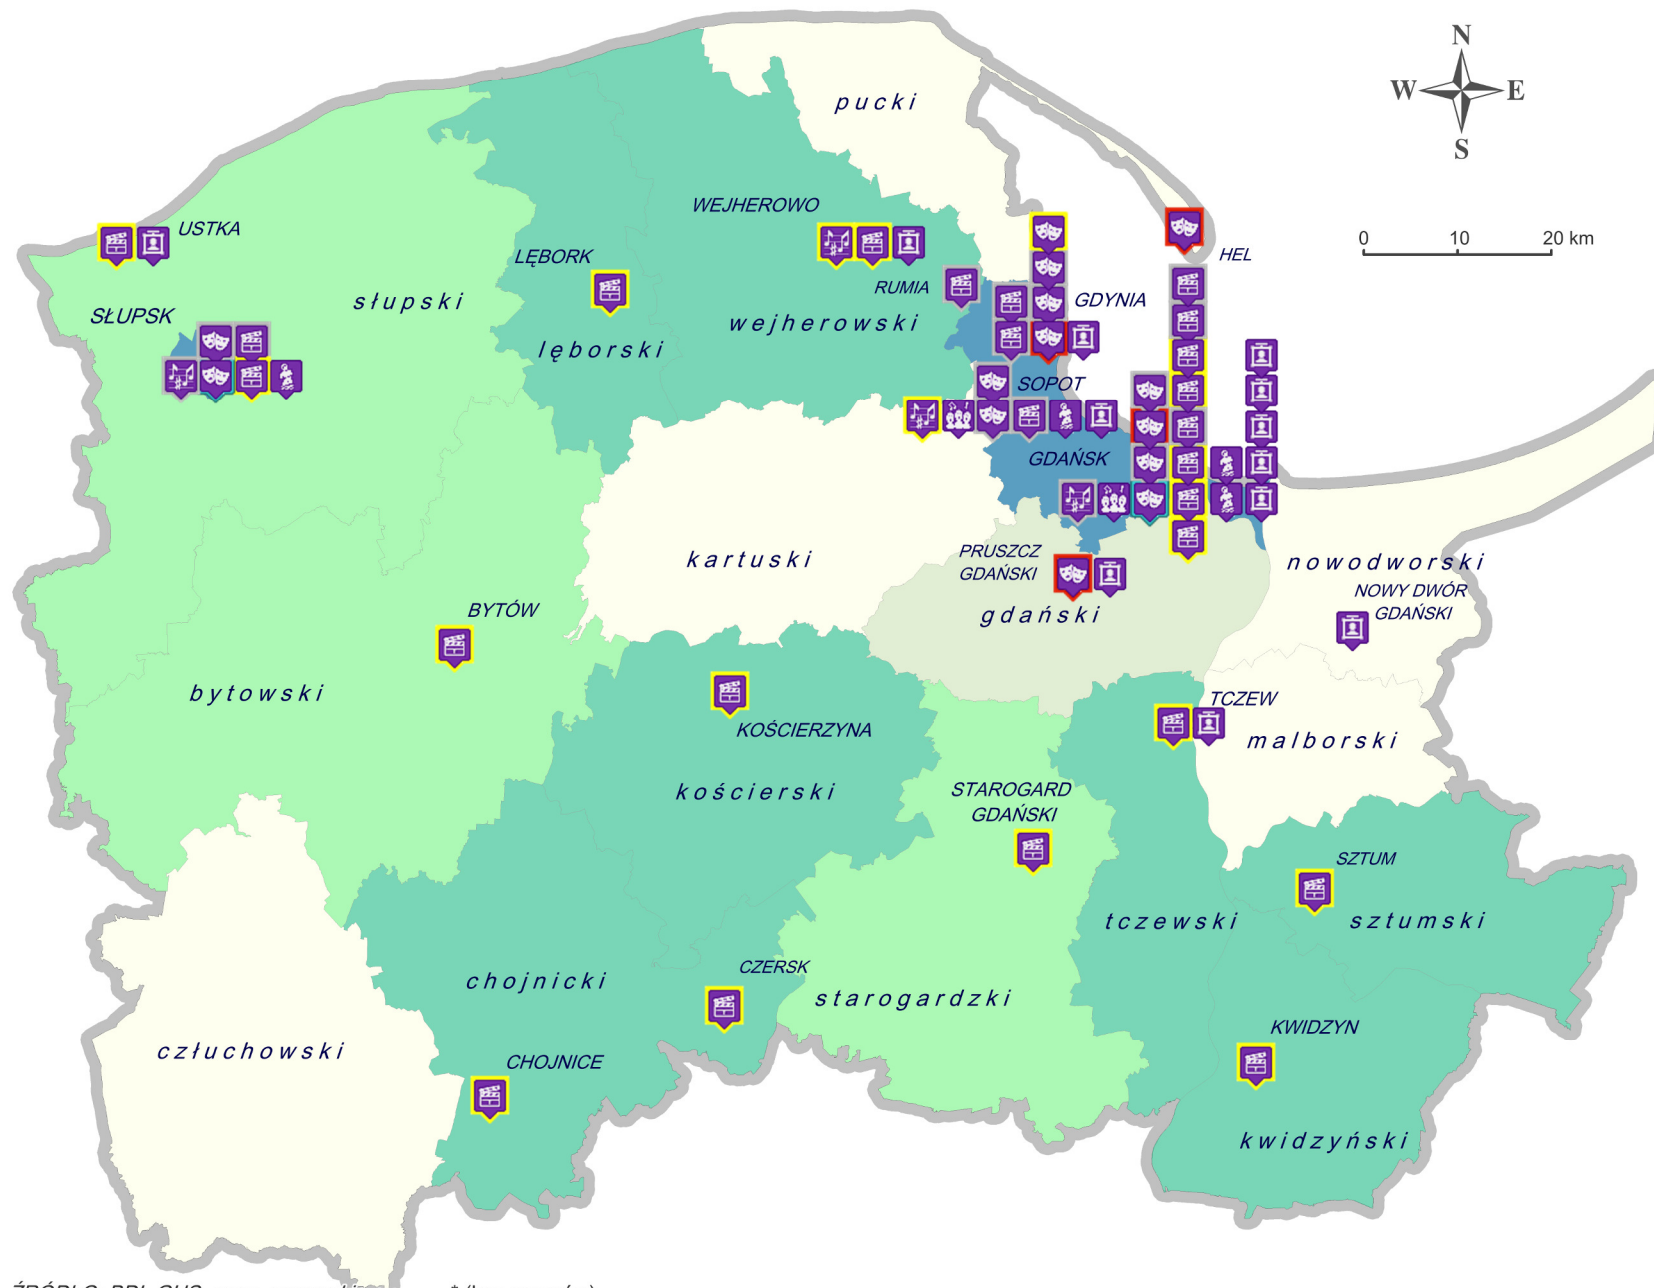 N
W E
S
pucki
0 10 20 km
WEJHEROWO
USTKA
LĘBORK
HEL
RUMIA
GDYNIA
słupski
SŁUPSK
wejherowski
lęborski
SOPOT
GDAŃSK
kartuski
PRUSZCZ
GDAŃSKI
gdański
nowodworski
NOWY DWÓR
GDAŃSKI
BYTÓW
bytowski
KOŚCIERZYNA
TCZEW
malborski
kościerski
STAROGARD
GDAŃSKI
SZTUM
tczewski
sztumski
CZERSK
chojnicki
starogardzki
KWIDZYN
człuchowski
CHOJNICE
kwidzyński